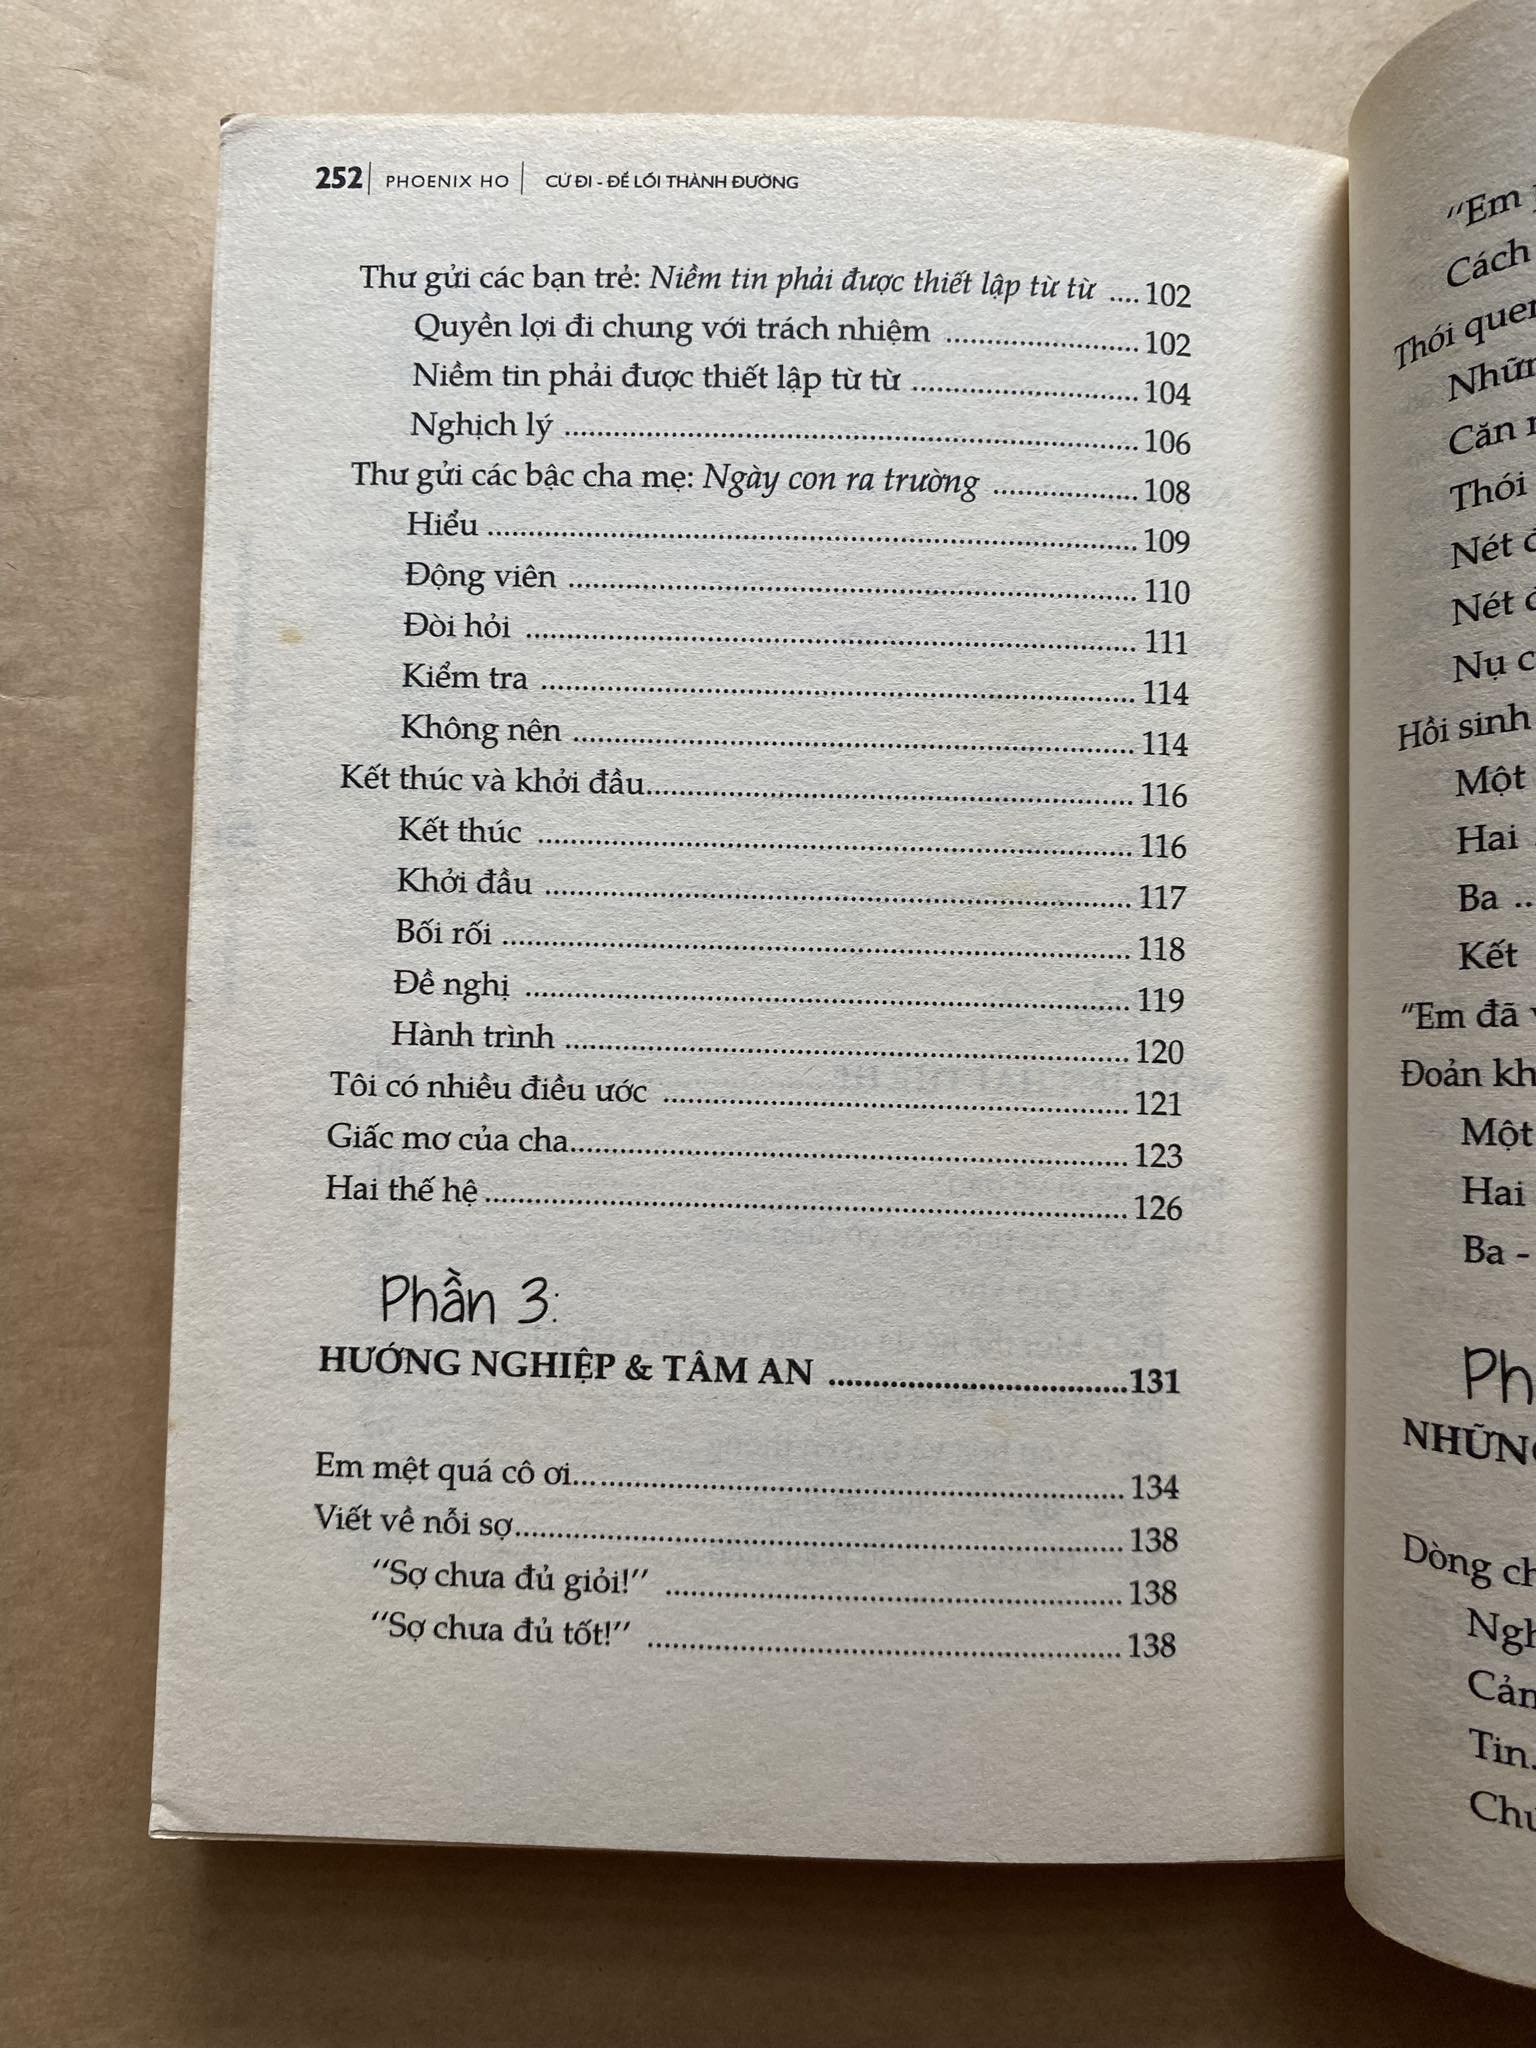 252 | PHOENIX HO | CỨ ĐI - ĐỂ LỐI THÀNH ĐƯỜNG
Thư gửi các bạn trẻ: Niềm tin phải được thiết lập từ từ .... 102
Quyền lợi đi chung với trách nhiệm .... 102
Niềm tin phải được thiết lập từ từ .... 104
Nghịch lý .... 106
Thư gửi các bậc cha mẹ: Ngày con ra trường .... 108
Hiểu .... 109
Động viên .... 110
Đòi hỏi .... 111
Kiểm tra .... 114
Không nên .... 114
Kết thúc và khởi đầu.... 116
Kết thúc .... 116
Khởi đầu .... 117
Bối rối .... 118
Đề nghị .... 119
Hành trình .... 120
Tôi có nhiều điều ước .... 121
Giấc mơ của cha.... 123
Hai thế hệ .... 126
Phần 3:
HƯỚNG NGHIỆP & TÂM AN ....131
Em mệt quá cô ơi.... 134
Viết về nỗi sợ.... 138
"Sợ chưa đủ giỏi!" .... 138
"Sợ chưa đủ tốt!" .... 138
"Em
Cách
Thói
Căn
Thói
Nét
Nét
Nụ
Hồi sinh
Một
Hai
Ba ..
Kết
"Em đã
Đoản
Một
Hai
Ba -
Dòng
Tin.